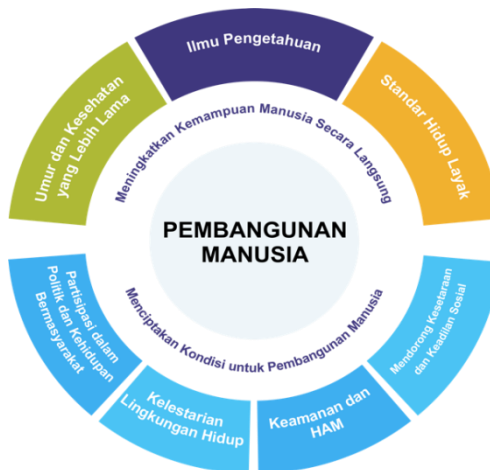 Ilmu Pengetahuan
Umur dan Kesehatan
yang Lebih Lama
Standar Hidup Layak
Meningkatkan Kemampuan Manusia Secara Langsung
PEMBANGUNAN
MANUSIA
Menciptakan Kondisi untuk Pembangunan Manusia
Partisipasi dalam
Politik dan Kehidupan
Bermasyarakat
Kelestarian
Lingkungan Hidup
Keamanan dan
HAM
Mendorong Kesetaraan
dan Keadilan Sosial